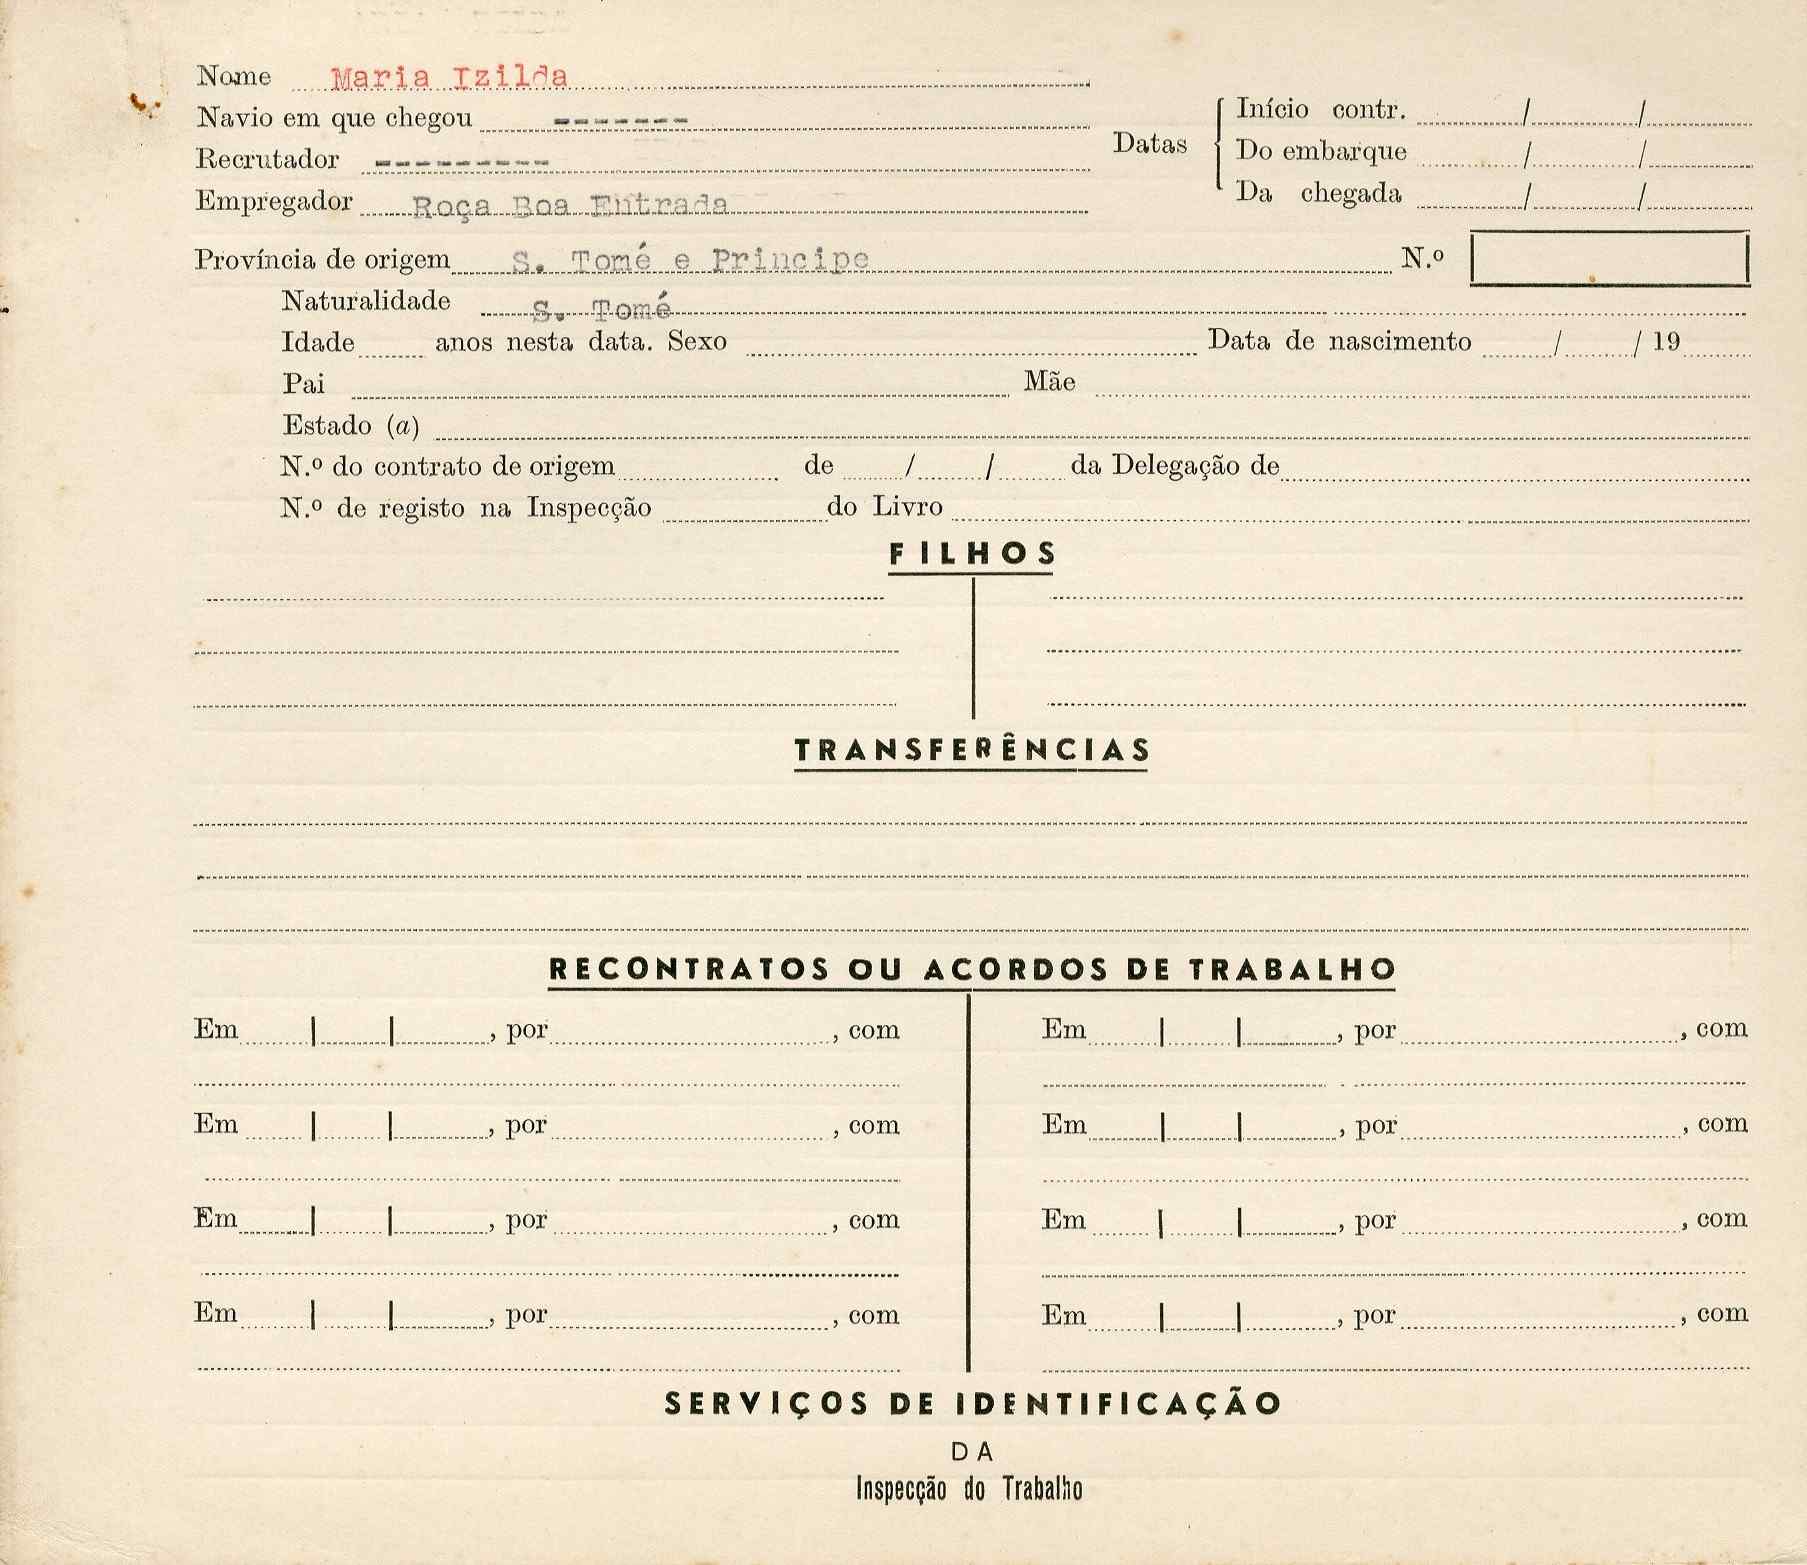 Nome Maria Izilda
Navio em que chegou -------
Recrutador ---------
Empregador Roça Boa Entrada
Datas
Início contr. / /
Do embarque / /
Da chegada / /
Província de origem S. Tomé e Principe N.º
Naturalidade S. Tomé
Idade anos nesta data. Sexo Data de nascimento / / 19
Pai Mãe
Estado (a)
N.º do contrato de origem de / / da Delegação de
N.º de registo na Inspecção do Livro
FILHOS
TRANSFERÊNCIAS
RECONTRATOS OU ACORDOS DE TRABALHO
Em | | , por , com Em | | , por , com
Em | | , por , com Em | | , por , com
Em | | , por , com Em | | , por , com
Em | | , por , com Em | | , por , com
SERVIÇOS DE IDENTIFICAÇÃO
DA
Inspecção do Trabalho